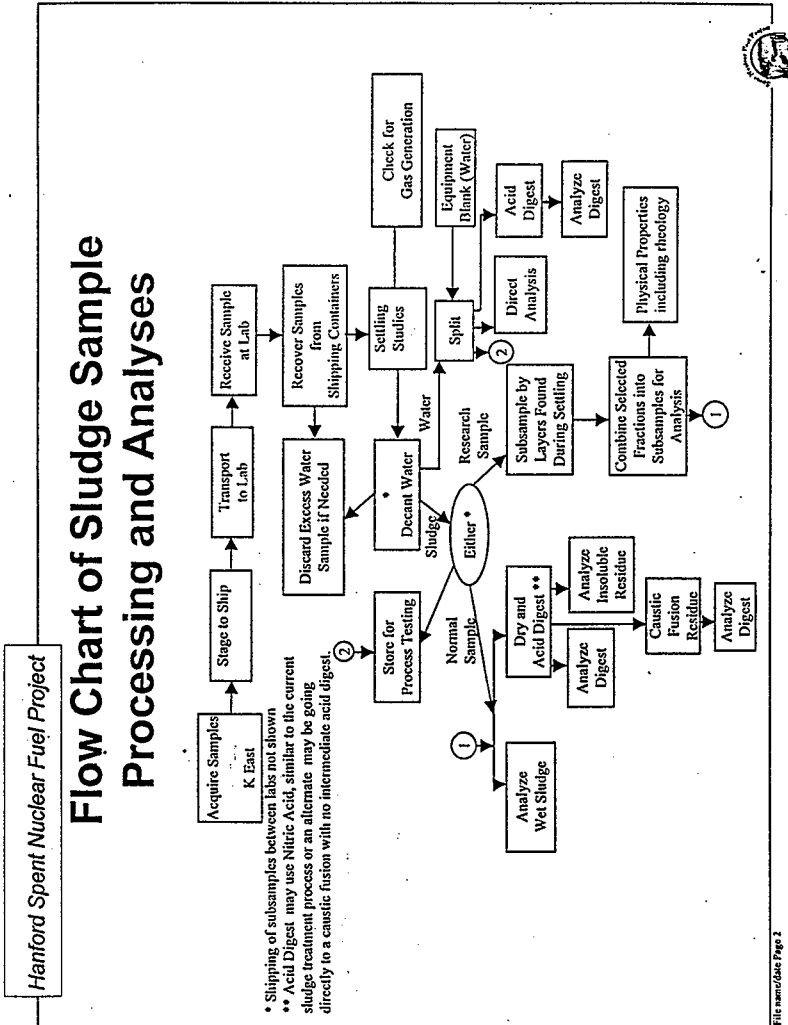 Hanford Spent Nuclear Fuel Project
Flow Chart of Sludge Sample
Processing and Analyses
Acquire Samples
K East
Stage to Ship
Transport
to Lab
Receive Sample
at Lab
* Shipping of subsamples between labs not shown
** Acid Digest may use Nitric Acid, similar to the current
sludge treatment process or an alternate may be going
directly to a caustic fusion with no intermediate acid digest.
Discard Excess Water
Sample if Needed
Recover Samples
from
Shipping Containers
2
Store for
Process Testing
*
Decant Water
Settling
Studies
Check for
Gas Generation
Sludge
Water
Either *
Normal
Sample
Research
Sample
Split
Equipment
Blank (Water)
2
Direct
Analysis
Acid
Digest
Analyze
Digest
1
Analyze
Wet Sludge
Dry and
Acid Digest **
Subsample by
Layers Found
During Settling
Analyze
Digest
Analyze
Insoluble
Residue
Combine Selected
Fractions into
Subsamples for
Analysis
Physical Properties
including rheology
Caustic
Fusion
Residue
1
Analyze
Digest
File name/date Page 2